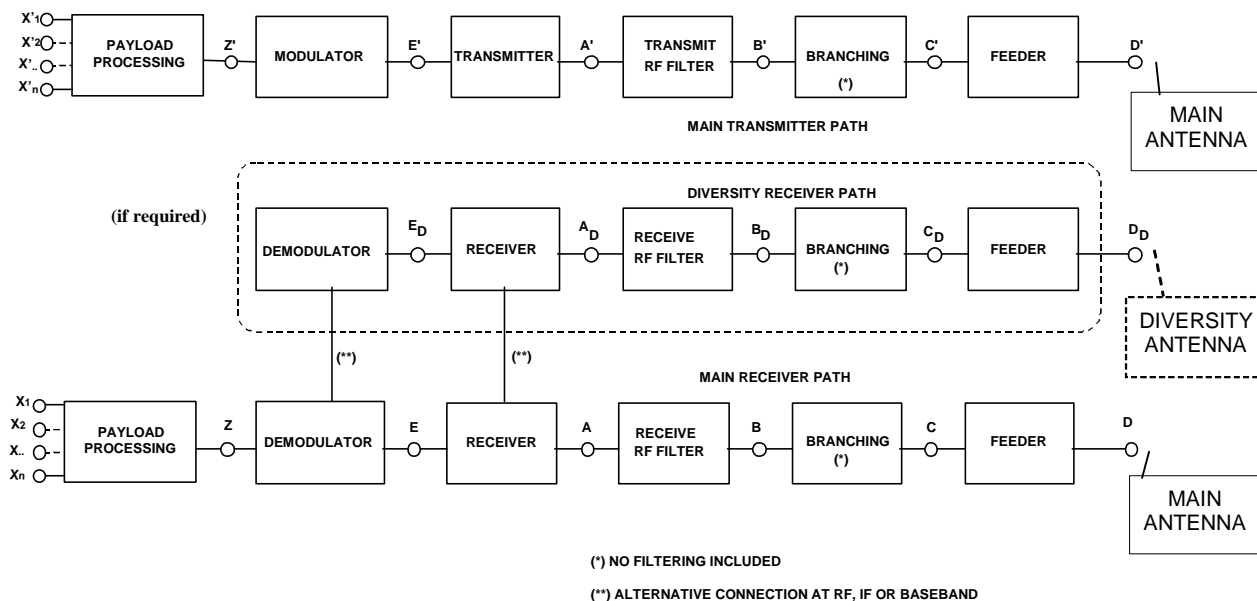 X'1
X'2
X'..
X'n
PAYLOAD
PROCESSING
Z'
MODULATOR
E'
TRANSMITTER
A'
TRANSMIT
RF FILTER
B'
BRANCHING
(*)
C'
FEEDER
D'
MAIN
ANTENNA
MAIN TRANSMITTER PATH
(if required)
DIVERSITY RECEIVER PATH
DEMODULATOR
ED
RECEIVER
AD
RECEIVE
RF FILTER
BD
BRANCHING
(*)
CD
FEEDER
DD
DIVERSITY
ANTENNA
(**)
(**)
MAIN RECEIVER PATH
X1
X2
X..
Xn
PAYLOAD
PROCESSING
Z
DEMODULATOR
E
RECEIVER
A
RECEIVE
RF FILTER
B
BRANCHING
(*)
C
FEEDER
D
MAIN
ANTENNA
(*) NO FILTERING INCLUDED
(**) ALTERNATIVE CONNECTION AT RF, IF OR BASEBAND